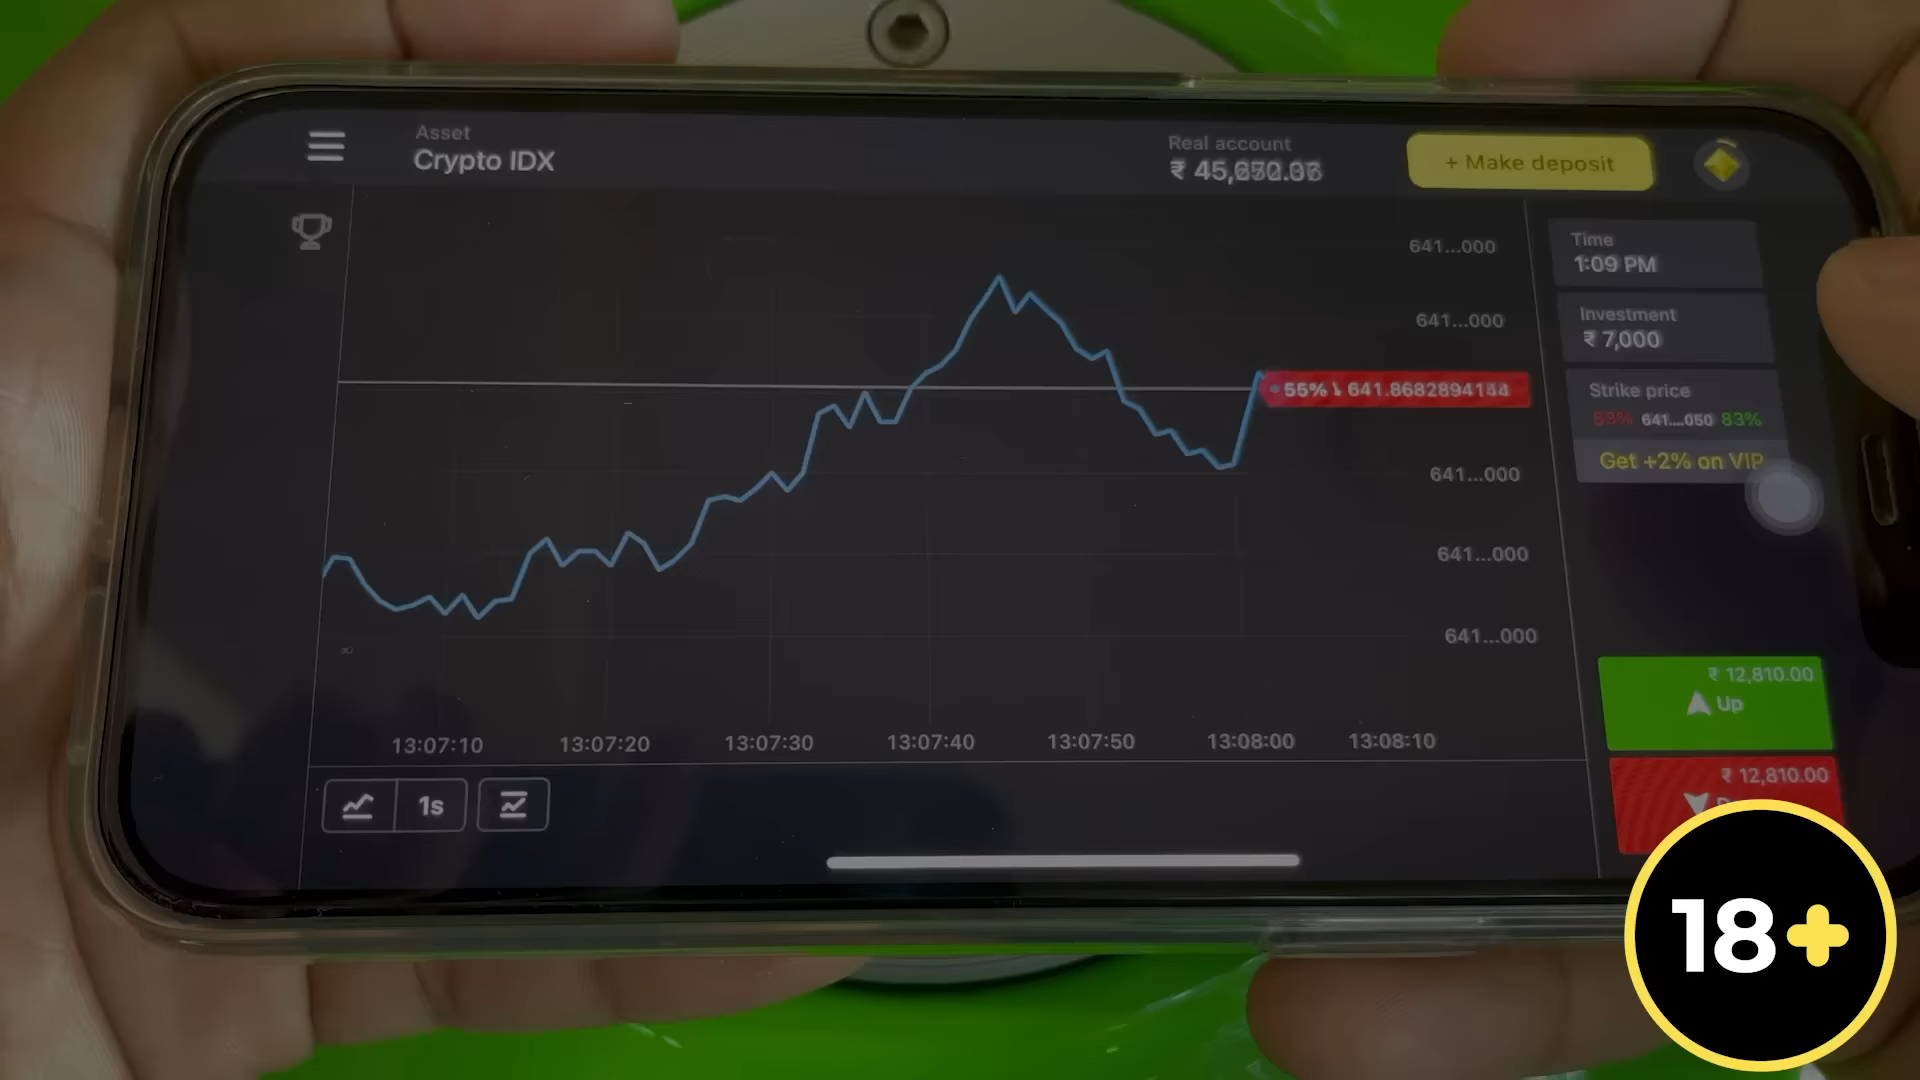 Asset
Crypto IDX
Real account
+ Make deposit
Time
1:09 PM
Investment
₹ 7,000
Strike price
83% 641....050 83%
Get +2% on VIP
641...000
641...000
55% 641.8682894
641...000
641...000
641...000
₹ 12,810.00
Up
₹ 12,810.00
13:07:10 13:07:20 13:07:30 13:07:40 13:07:50 13:08:00 13:08:10
1s
18+